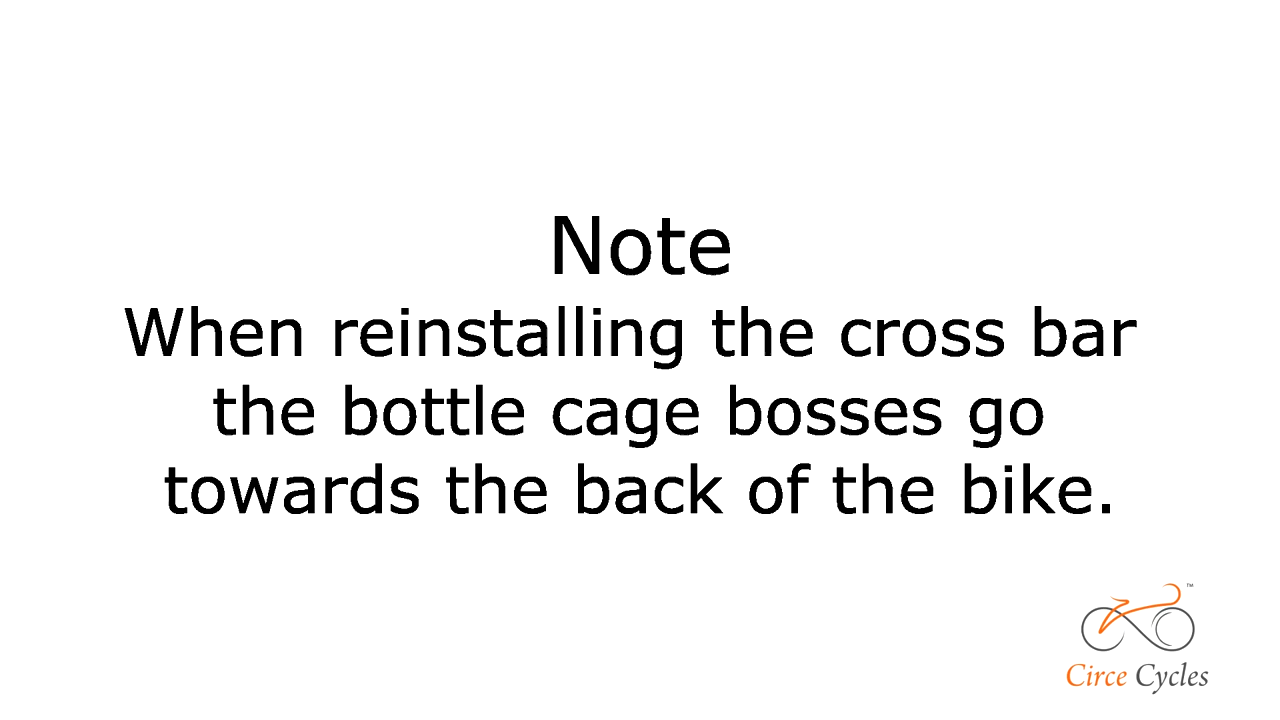 Note
When reinstalling the cross bar
the bottle cage bosses go
towards the back of the bike.
TM
Circe Cycles